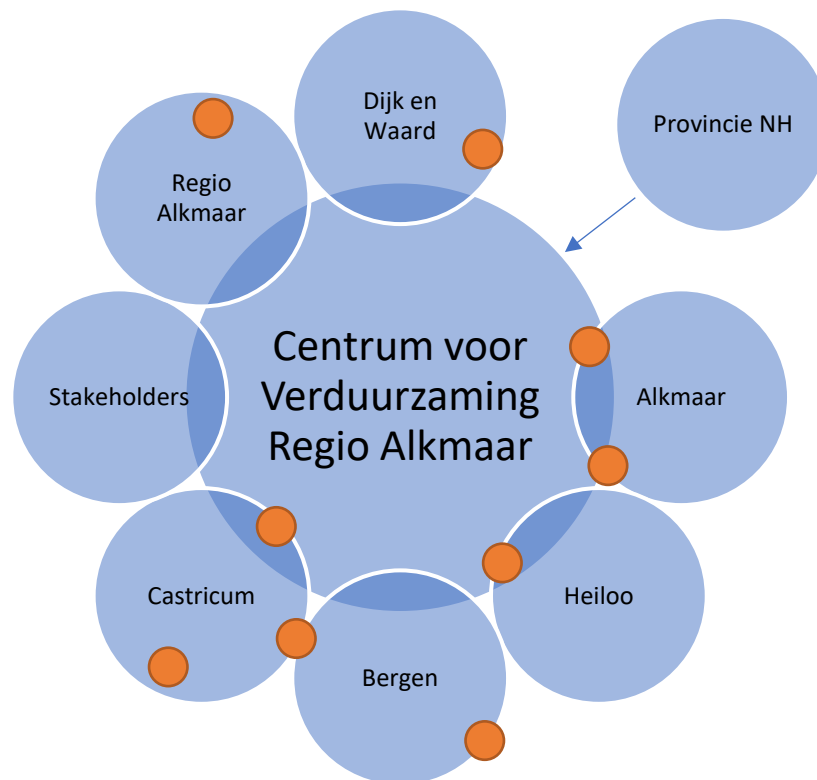 Dijk en
Waard
Provincie NH
Regio
Alkmaar
Centrum voor
Verduurzaming
Regio Alkmaar
Stakeholders
Alkmaar
Castricum
Heiloo
Bergen